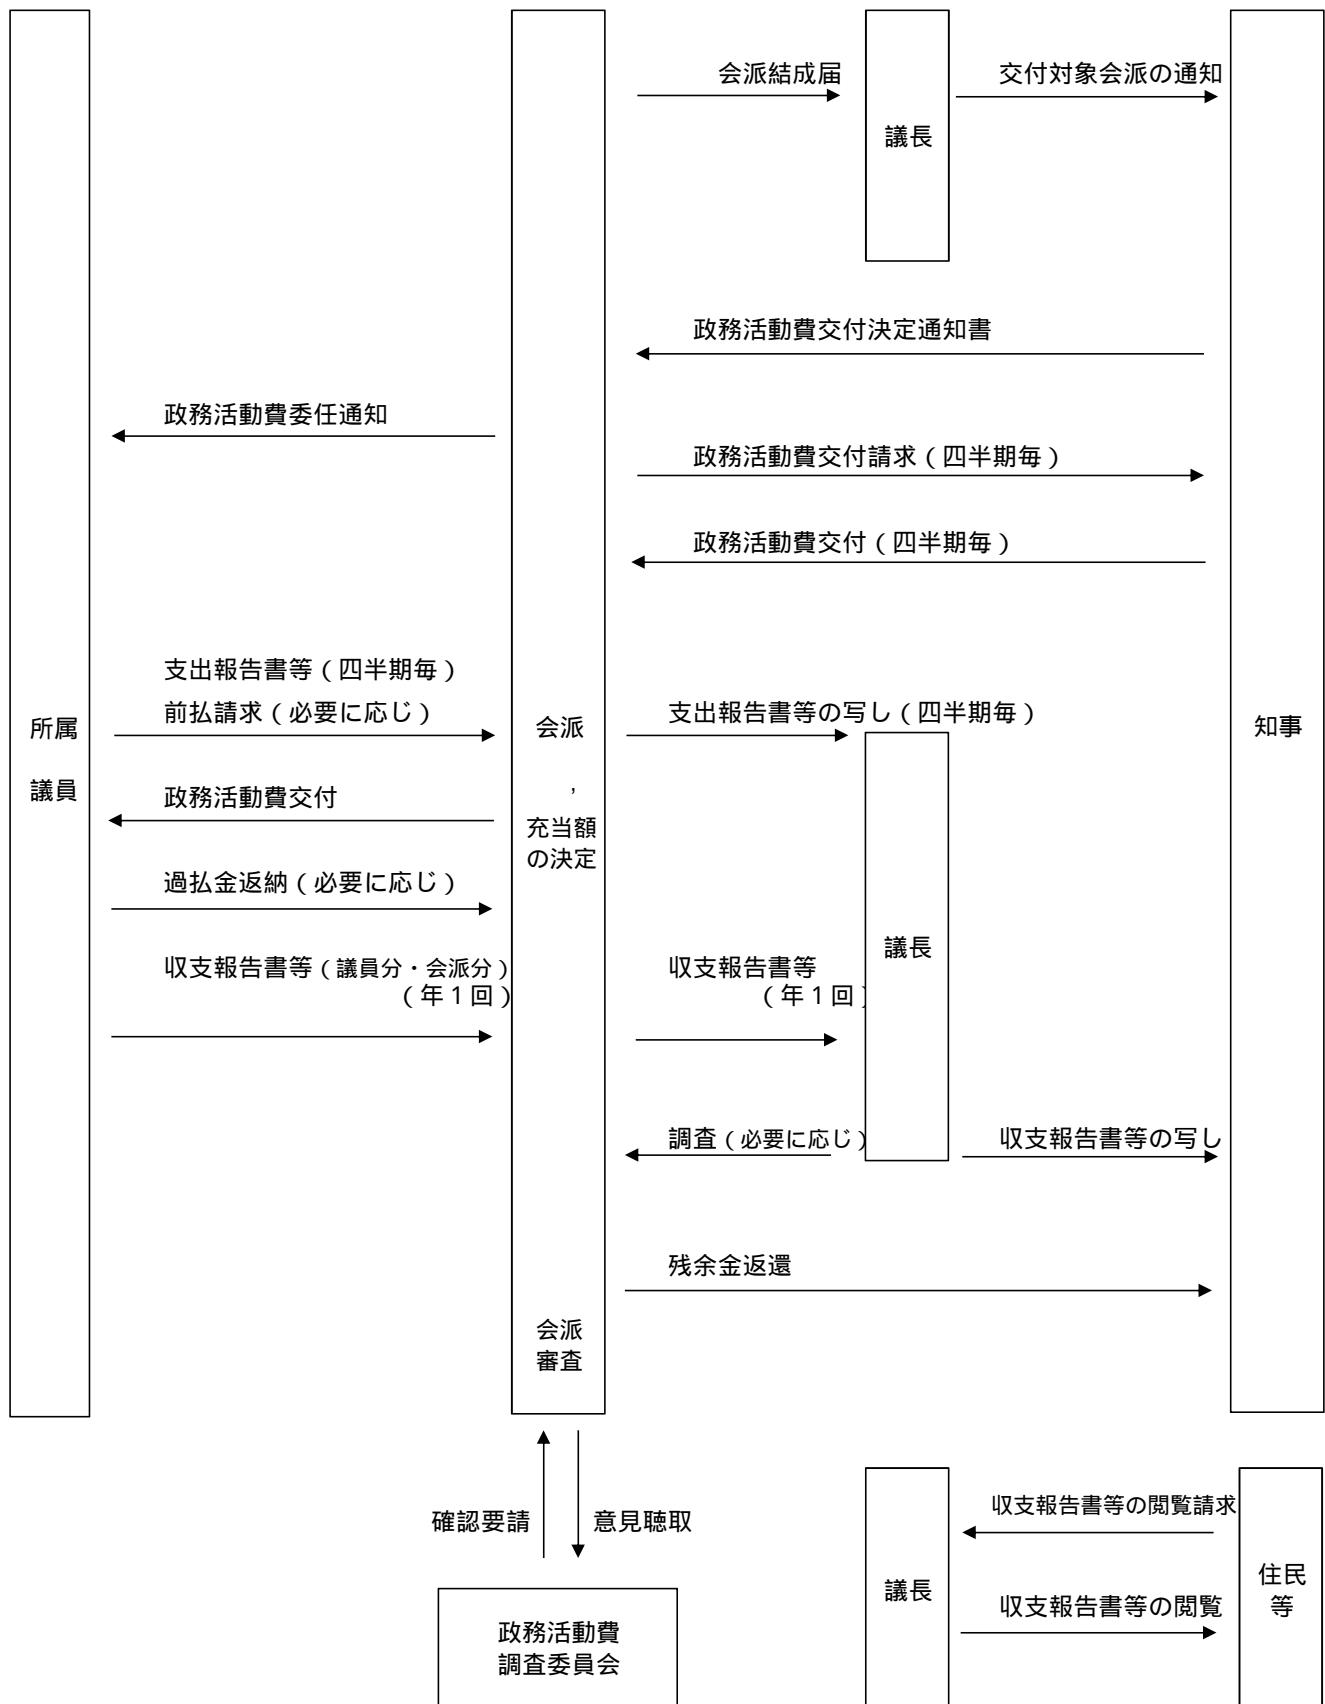 会派結成届
交付対象会派の通知
議長
政務活動費交付決定通知書
政務活動費委任通知
政務活動費交付請求（四半期毎）
政務活動費交付（四半期毎）
支出報告書等（四半期毎）
前払請求（必要に応じ）
支出報告書等の写し（四半期毎）
所属
議員
会派
，
充当額
の決定
知事
政務活動費交付
過払金返納（必要に応じ）
議長
収支報告書等（議員分・会派分）
（年１回）
収支報告書等
（年１回）
調査（必要に応じ）
収支報告書等の写し
残余金返還
会派
審査
確認要請
意見聴取
政務活動費
調査委員会
議長
収支報告書等の閲覧請求
収支報告書等の閲覧
住民
等